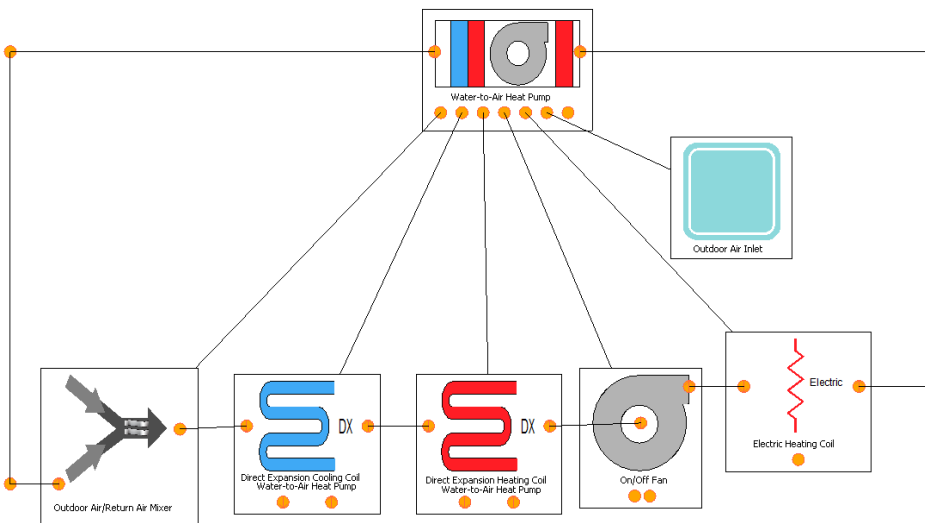 Water-to-Air Heat Pump
Outdoor Air Inlet
Electric
Electric Heating Coil
DX
DX
Direct Expansion Cooling Coil
Water-to-Air Heat Pump
Direct Expansion Heating Coil
Water-to-Air Heat Pump
On/Off Fan
Outdoor Air/Return Air Mixer